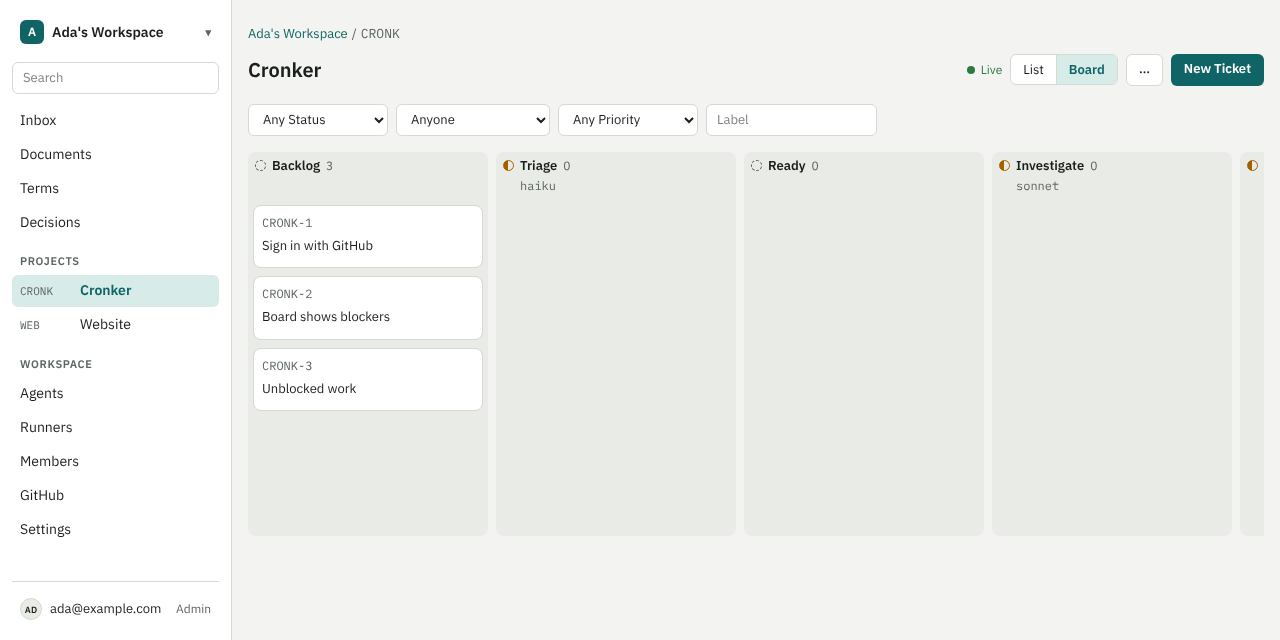 A Ada's Workspace ▾
Search
Inbox
Documents
Terms
Decisions
PROJECTS
CRONK Cronker
WEB Website
WORKSPACE
Agents
Runners
Members
GitHub
Settings
AD ada@example.com Admin
Ada's Workspace / CRONK
Cronker
Live List Board ... New Ticket
Any Status Anyone Any Priority Label
Backlog 3
CRONK-1
Sign in with GitHub
CRONK-2
Board shows blockers
CRONK-3
Unblocked work
Triage 0
haiku
Ready 0
Investigate 0
sonnet